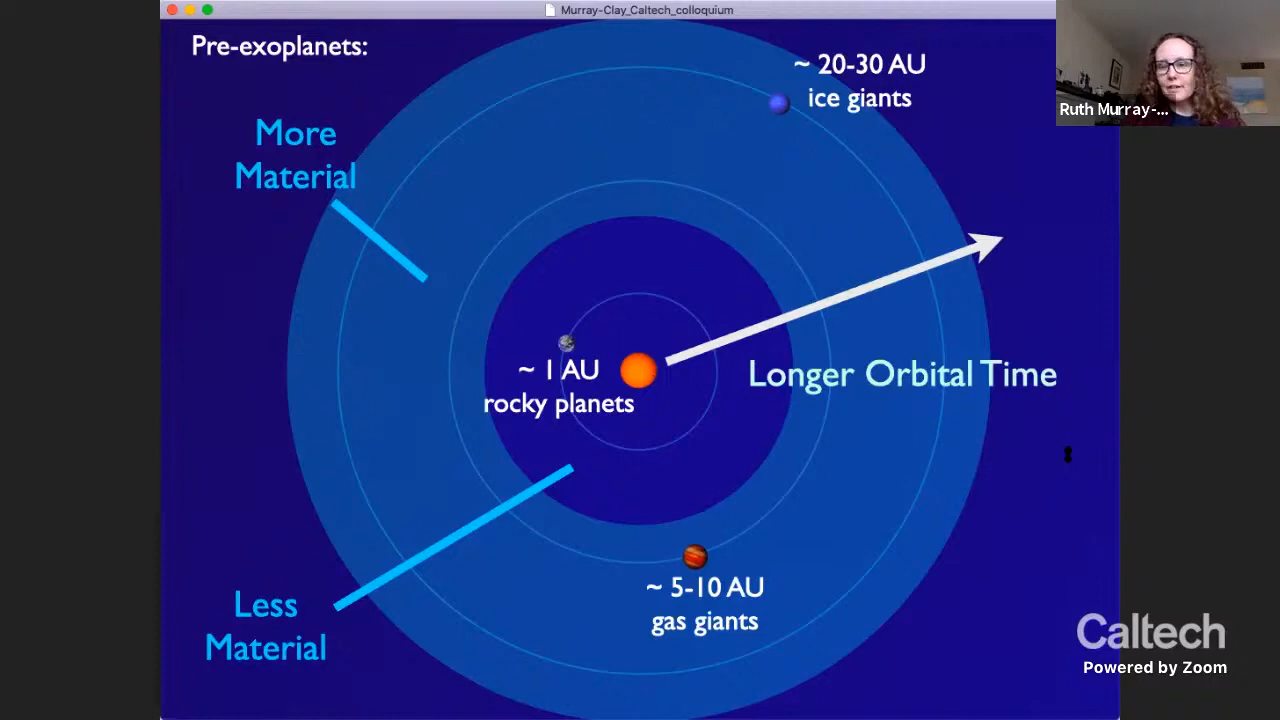 Murray-Clay_Caltech_colloquium
Pre-exoplanets:
~ 20-30 AU
ice giants
Ruth Murray-...
More
Material
~ 1 AU
rocky planets
Longer Orbital Time
~ 5-10 AU
gas giants
Less
Material
Caltech
Powered by Zoom